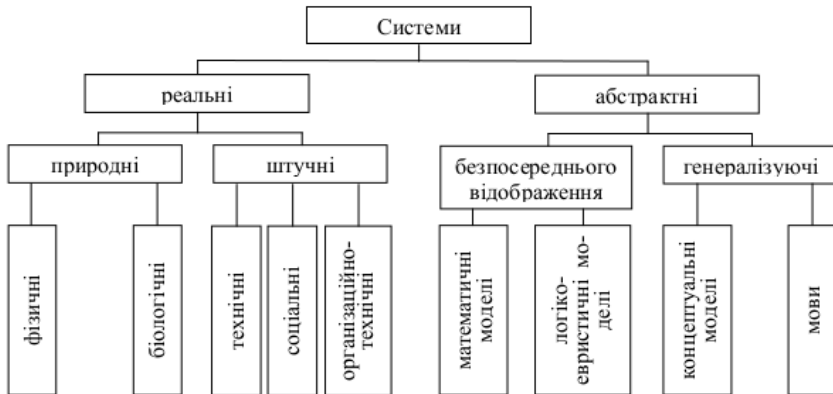 Системи
реальні
абстрактні
природні
штучні
безпосереднього
відображення
генералізуючі
фізичні
біологічні
технічні
соціальні
організаційно-
технічні
математичні
моделі
логіко-
евристичні мо-
делі
концептуальні
моделі
мови